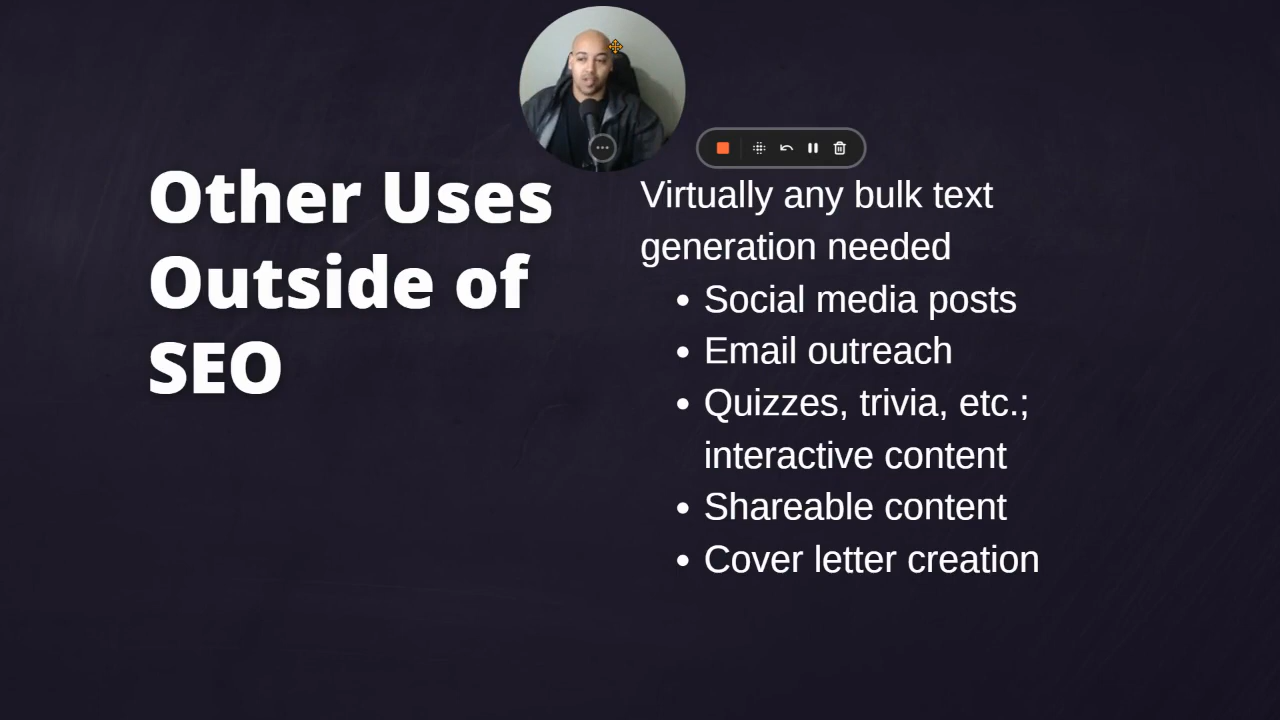 Other Uses
Outside of
SEO
Virtually any bulk text
generation needed
• Social media posts
• Email outreach
• Quizzes, trivia, etc.;
interactive content
• Shareable content
• Cover letter creation